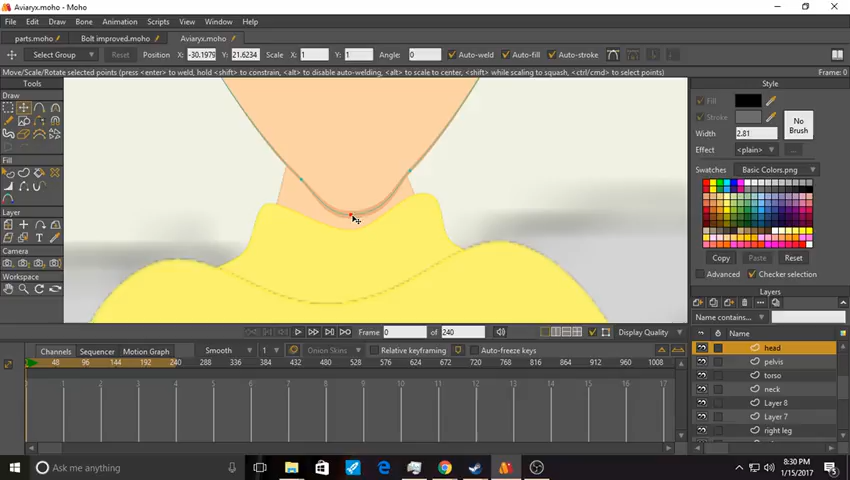 Aviaryx.moho - Moho
File Edit Draw Bone Animation Scripts View Window Help
parts.moho Bolt improved.moho Aviaryx.moho
Select Group Position X: -30.1979 Y: 21.6234 Scale X: 1 Y: 1 Angle: 0 Auto-weld Auto-fill Auto-stroke
Move/Scale/Rotate selected points (press <enter> to weld, hold <shift> to constrain, <alt> to disable auto-welding, <alt> to scale to center, <shift> while scaling to squash, (ctrl/cmd> to select points) Frame: 0
Tools
Draw
Fill
Layer
Camera
Workspace
Style
Fill
Stroke
No Brush
Width 2.81
Effect <plain> ...
Swatches Basic Colors.png
Copy Paste Reset
Advanced Checker selection
Layers
Name contains...
Name
head
pelvis
torso
neck
Layer 8
Layer 7
right leg
Frame 0 of 240 Display Quality
Channels Sequencer Motion Graph Smooth 1 Onion Skins Relative keyframing Auto-freeze keys
48 96 144 192 240 288 336 384 432 480 528 576 624 672 720 768 816 864 912 960 1008
1 2 3 4 5 6 7 8 9 10 11 12 13 14 15 16 17
Ask me anything
8:30 PM
1/15/2017